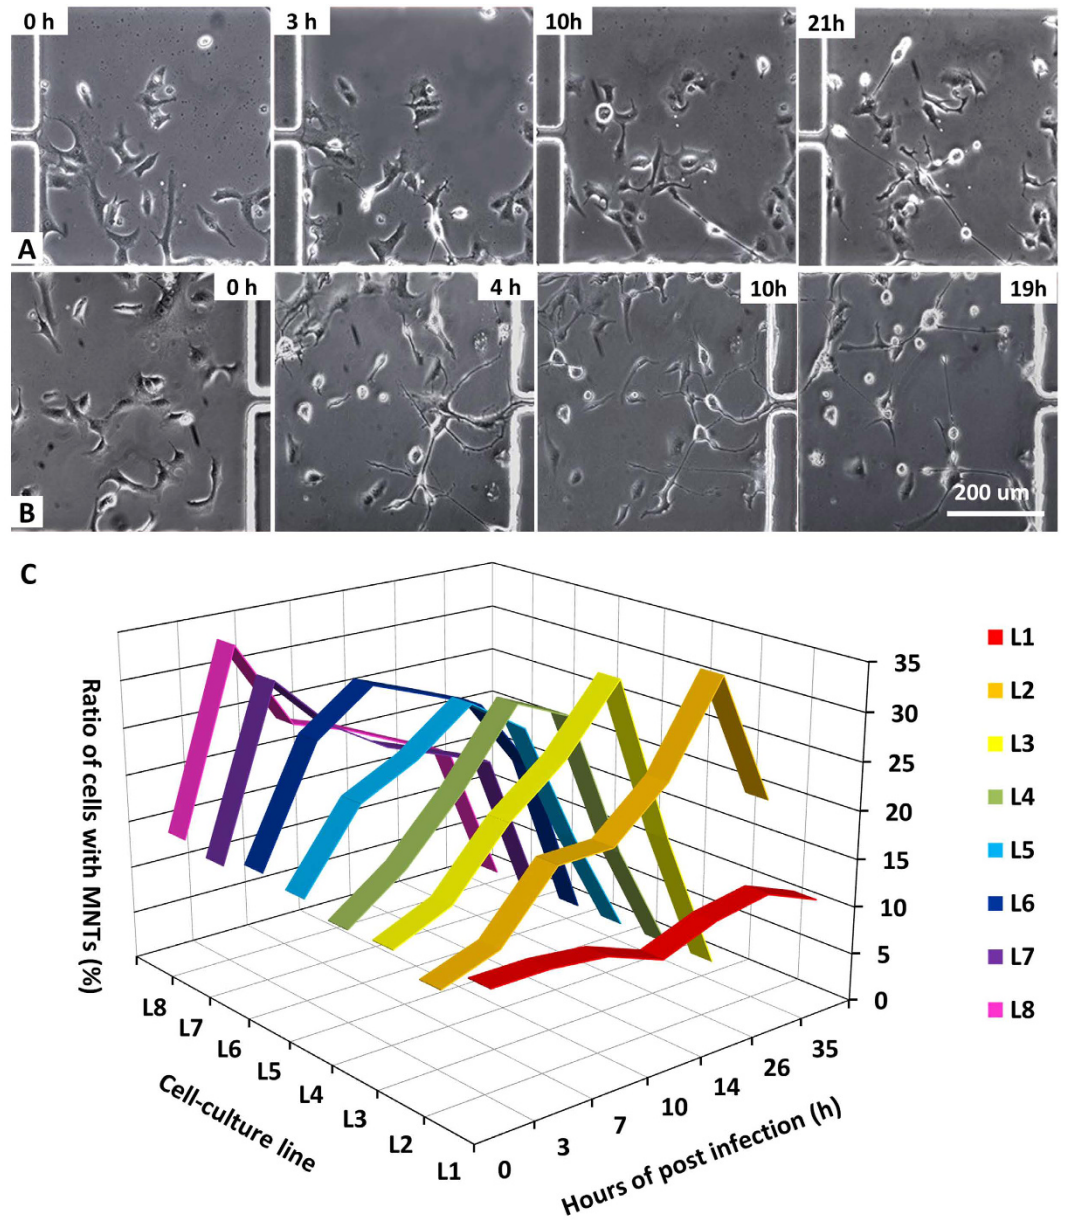 0 h
3 h
10h
21h
A
0 h
4 h
10h
19h
B
200 um
C
Ratio of cells with MNTs (%)
35
30
25
20
15
10
5
0
L1
L2
L3
L4
L5
L6
L7
L8
L8
L7
L6
L5
L4
L3
L2
L1
Cell-culture line
0
3
7
10
14
26
35
Hours of post infection (h)